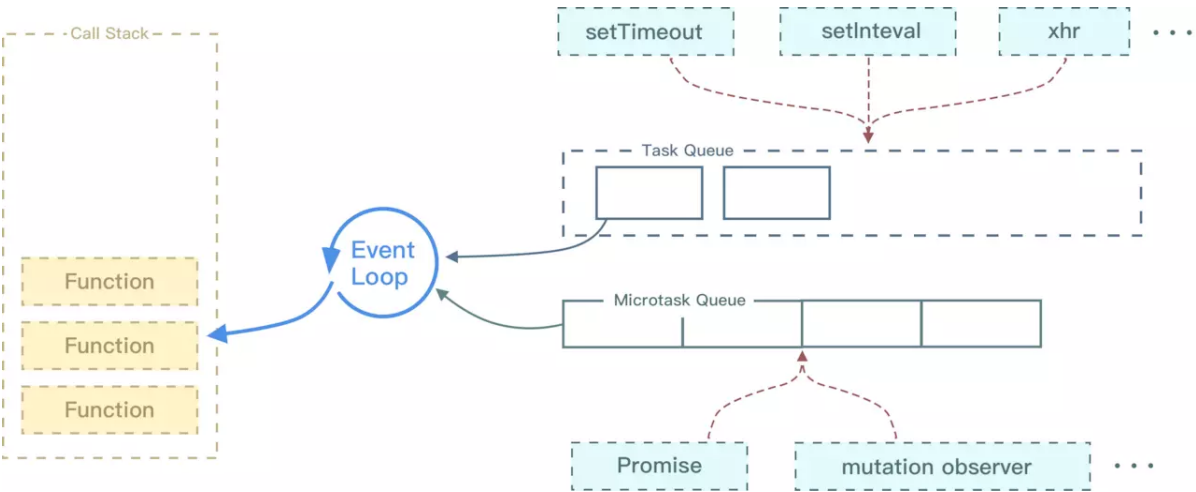 Call Stack
setTimeout
setInteval
xhr
Task Queue
Event
Loop
Function
Microtask Queue
Function
Function
Promise
mutation observer